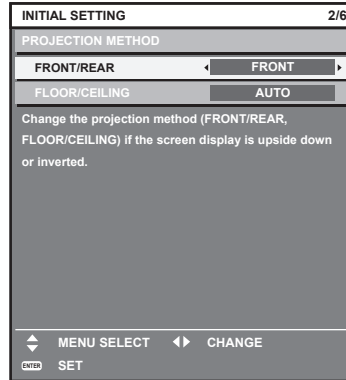 INITIAL SETTING 2/6
PROJECTION METHOD
FRONT/REAR FRONT
FLOOR/CEILING AUTO
Change the projection method (FRONT/REAR,
FLOOR/CEILING) if the screen display is upside down
or inverted.
MENU SELECT CHANGE
ENTER SET